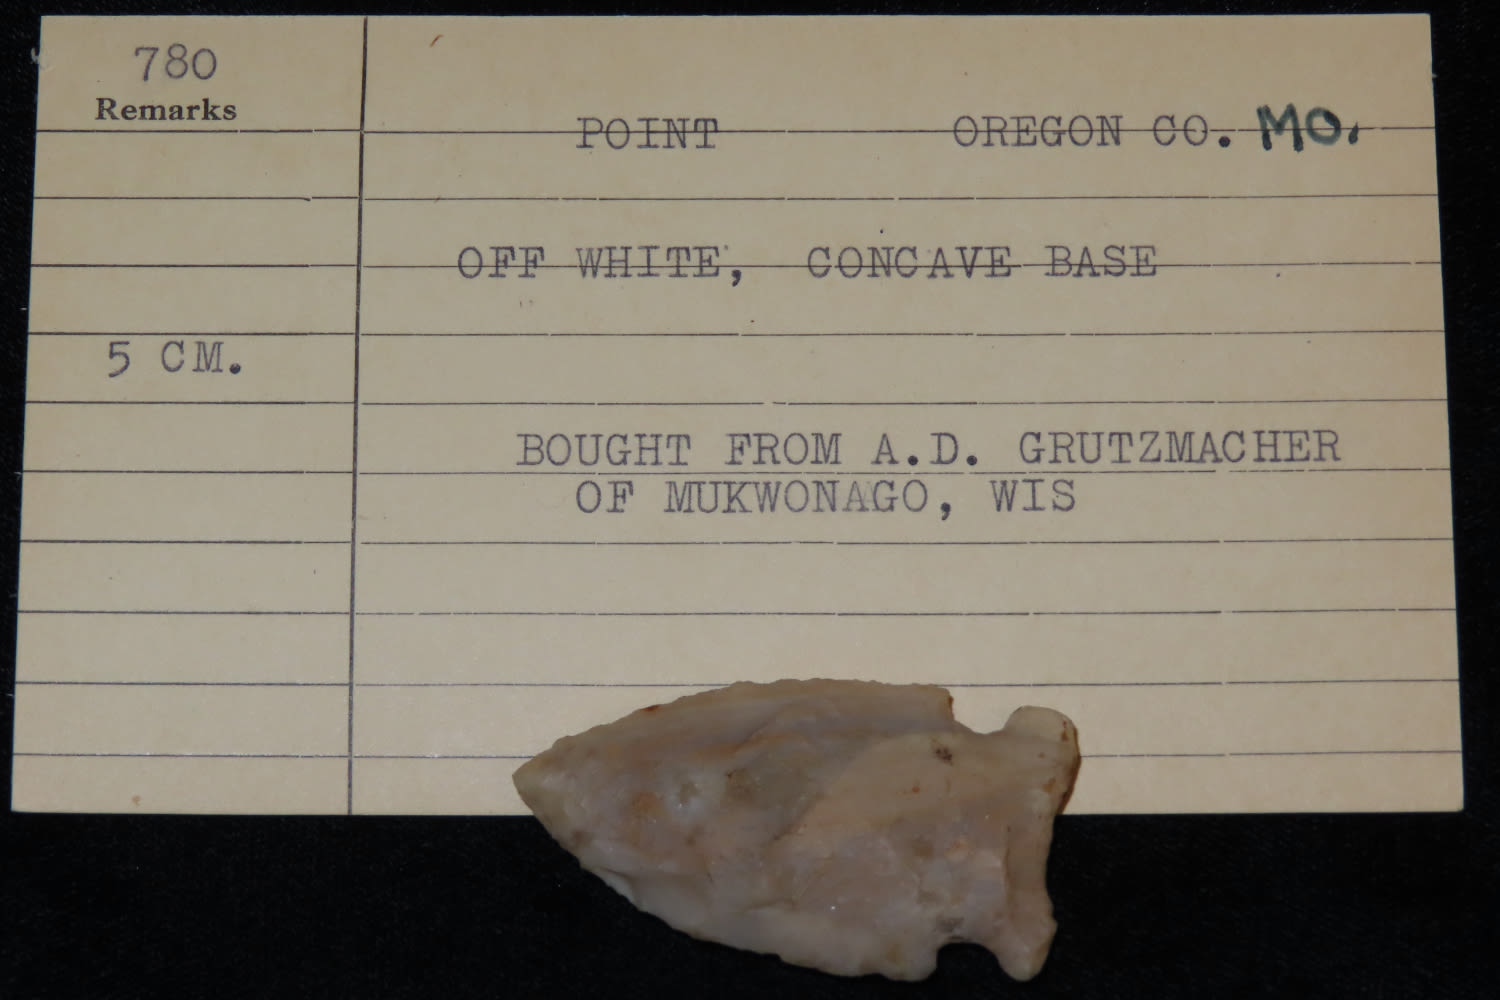 780
Remarks
POINT OREGON CO. MO.
OFF WHITE, CONCAVE BASE
5 CM.
BOUGHT FROM A.D. GRUTZMACHER
OF MUKWONAGO, WIS